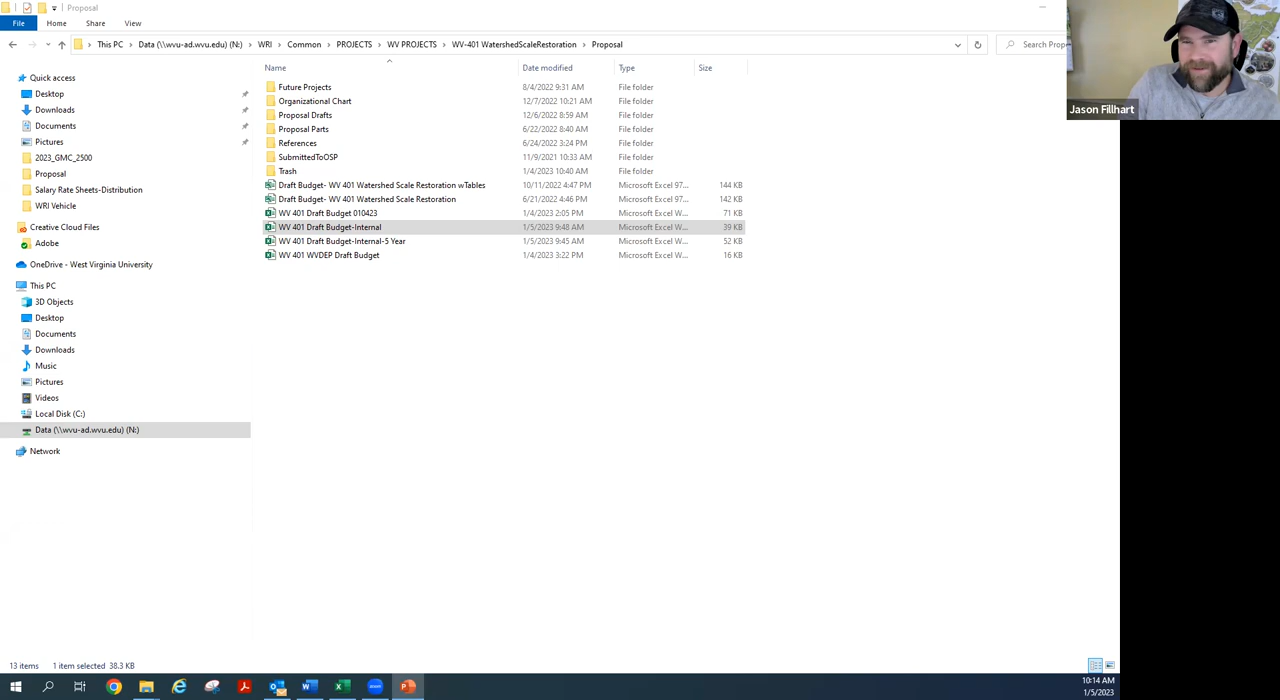 Proposal
File Home Share View
This PC Data (\\wvu-ad.wvu.edu) (N:) WRI Common PROJECTS WV PROJECTS WV-401 WatershedScaleRestoration Proposal
Search Prop
Name Date modified Type Size
Quick access
Desktop
Downloads
Documents
Pictures
2023_GMC_2500
Proposal
Salary Rate Sheets-Distribution
WRI Vehicle
Creative Cloud Files
Adobe
OneDrive - West Virginia University
This PC
3D Objects
Desktop
Documents
Downloads
Music
Pictures
Videos
Local Disk (C:)
Data (\\wvu-ad.wvu.edu) (N:)
Network
Future Projects 8/4/2022 9:31 AM File folder
Organizational Chart 12/7/2022 10:21 AM File folder
Proposal Drafts 12/6/2022 8:59 AM File folder
Proposal Parts 6/22/2022 8:40 AM File folder
References 6/24/2022 3:24 PM File folder
SubmittedToOSP 11/9/2021 10:33 AM File folder
Trash 1/4/2023 10:40 AM File folder
Draft Budget- WV 401 Watershed Scale Restoration wTables 10/11/2022 4:47 PM Microsoft Excel 97... 144 KB
Draft Budget- WV 401 Watershed Scale Restoration 6/21/2022 4:46 PM Microsoft Excel 97... 142 KB
WV 401 Draft Budget 010423 1/4/2023 2:05 PM Microsoft Excel W... 71 KB
WV 401 Draft Budget-Internal 1/5/2023 9:48 AM Microsoft Excel W... 39 KB
WV 401 Draft Budget-Internal-5 Year 1/5/2023 9:45 AM Microsoft Excel W... 52 KB
WV 401 WVDEP Draft Budget 1/4/2023 3:22 PM Microsoft Excel W... 16 KB
Jason Fillhart
13 items 1 item selected 38.3 KB
10:14 AM
1/5/2023